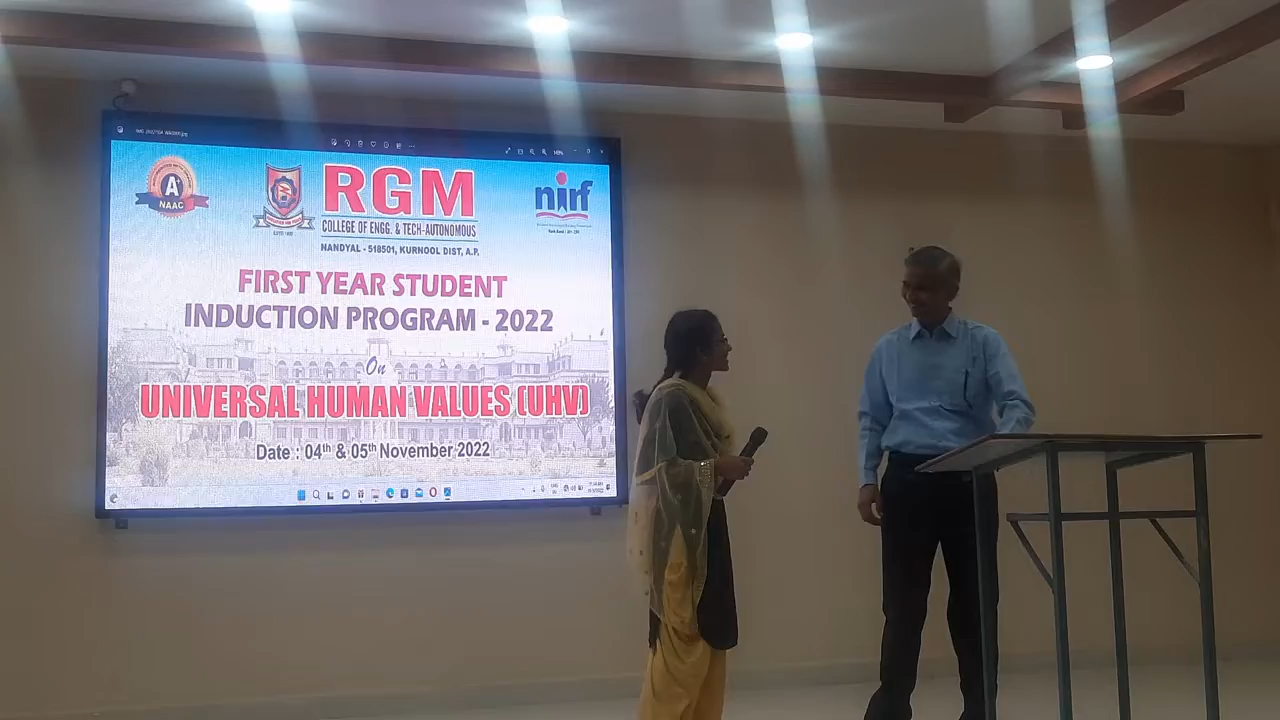 A+
NAAC
RGM
COLLEGE OF ENGG. & TECH-AUTONOMOUS
NANDYAL - 518501, KURNOOL DIST, A.P.
nirf
FIRST YEAR STUDENT
INDUCTION PROGRAM - 2022
On
UNIVERSAL HUMAN VALUES (UHV)
Date : 04th & 05th November 2022